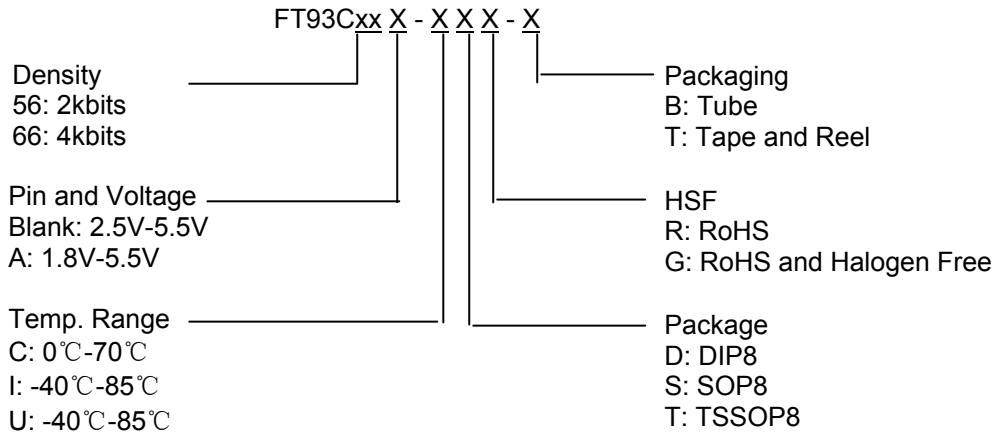 FT93Cxx X - X X X - X
Density
56: 2kbits
66: 4kbits
Pin and Voltage
Blank: 2.5V-5.5V
A: 1.8V-5.5V
Temp. Range
C: 0℃-70℃
I: -40℃-85℃
U: -40℃-85℃
Packaging
B: Tube
T: Tape and Reel
HSF
R: RoHS
G: RoHS and Halogen Free
Package
D: DIP8
S: SOP8
T: TSSOP8